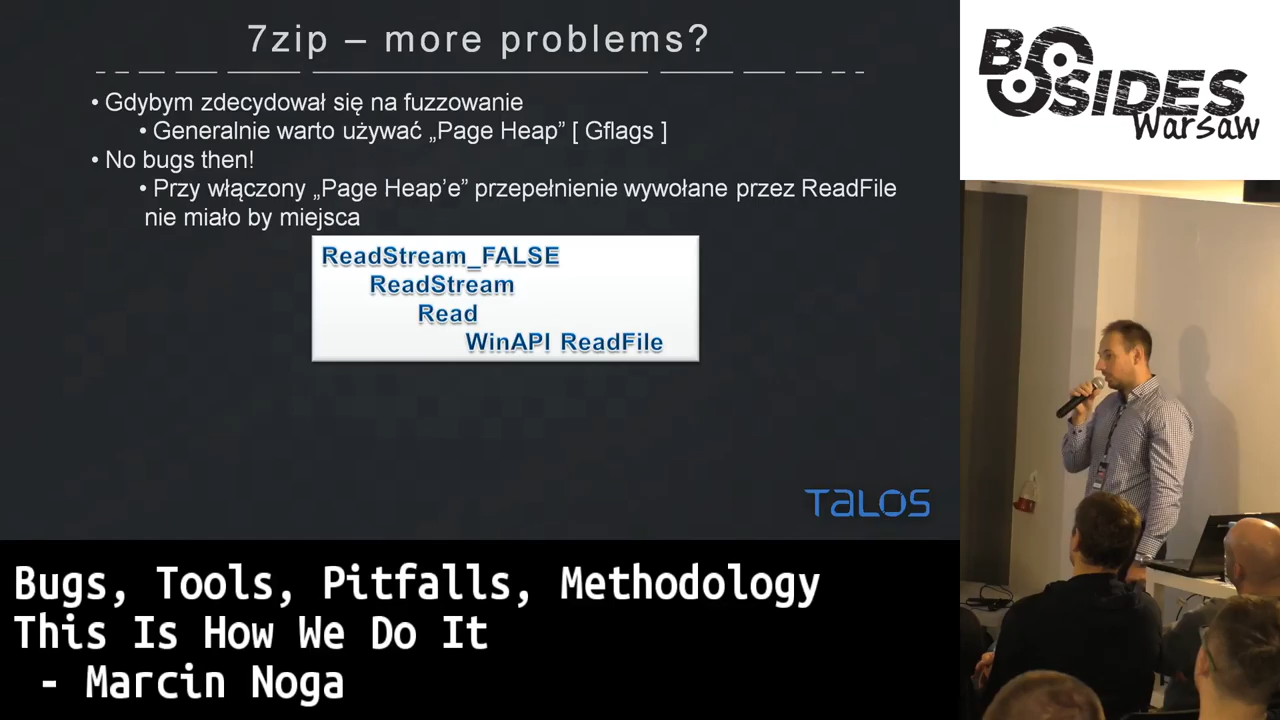 7zip – more problems?
• Gdybym zdecydował się na fuzzowanie
• Generalnie warto używać „Page Heap” [ Gflags ]
• No bugs then!
• Przy włączony „Page Heap’e” przepełnienie wywołane przez ReadFile
nie miało by miejsca
ReadStream_FALSE
ReadStream
Read
WinAPI ReadFile
TALOS
BSIDES
Warsaw
Bugs, Tools, Pitfalls, Methodology
This Is How We Do It
- Marcin Noga